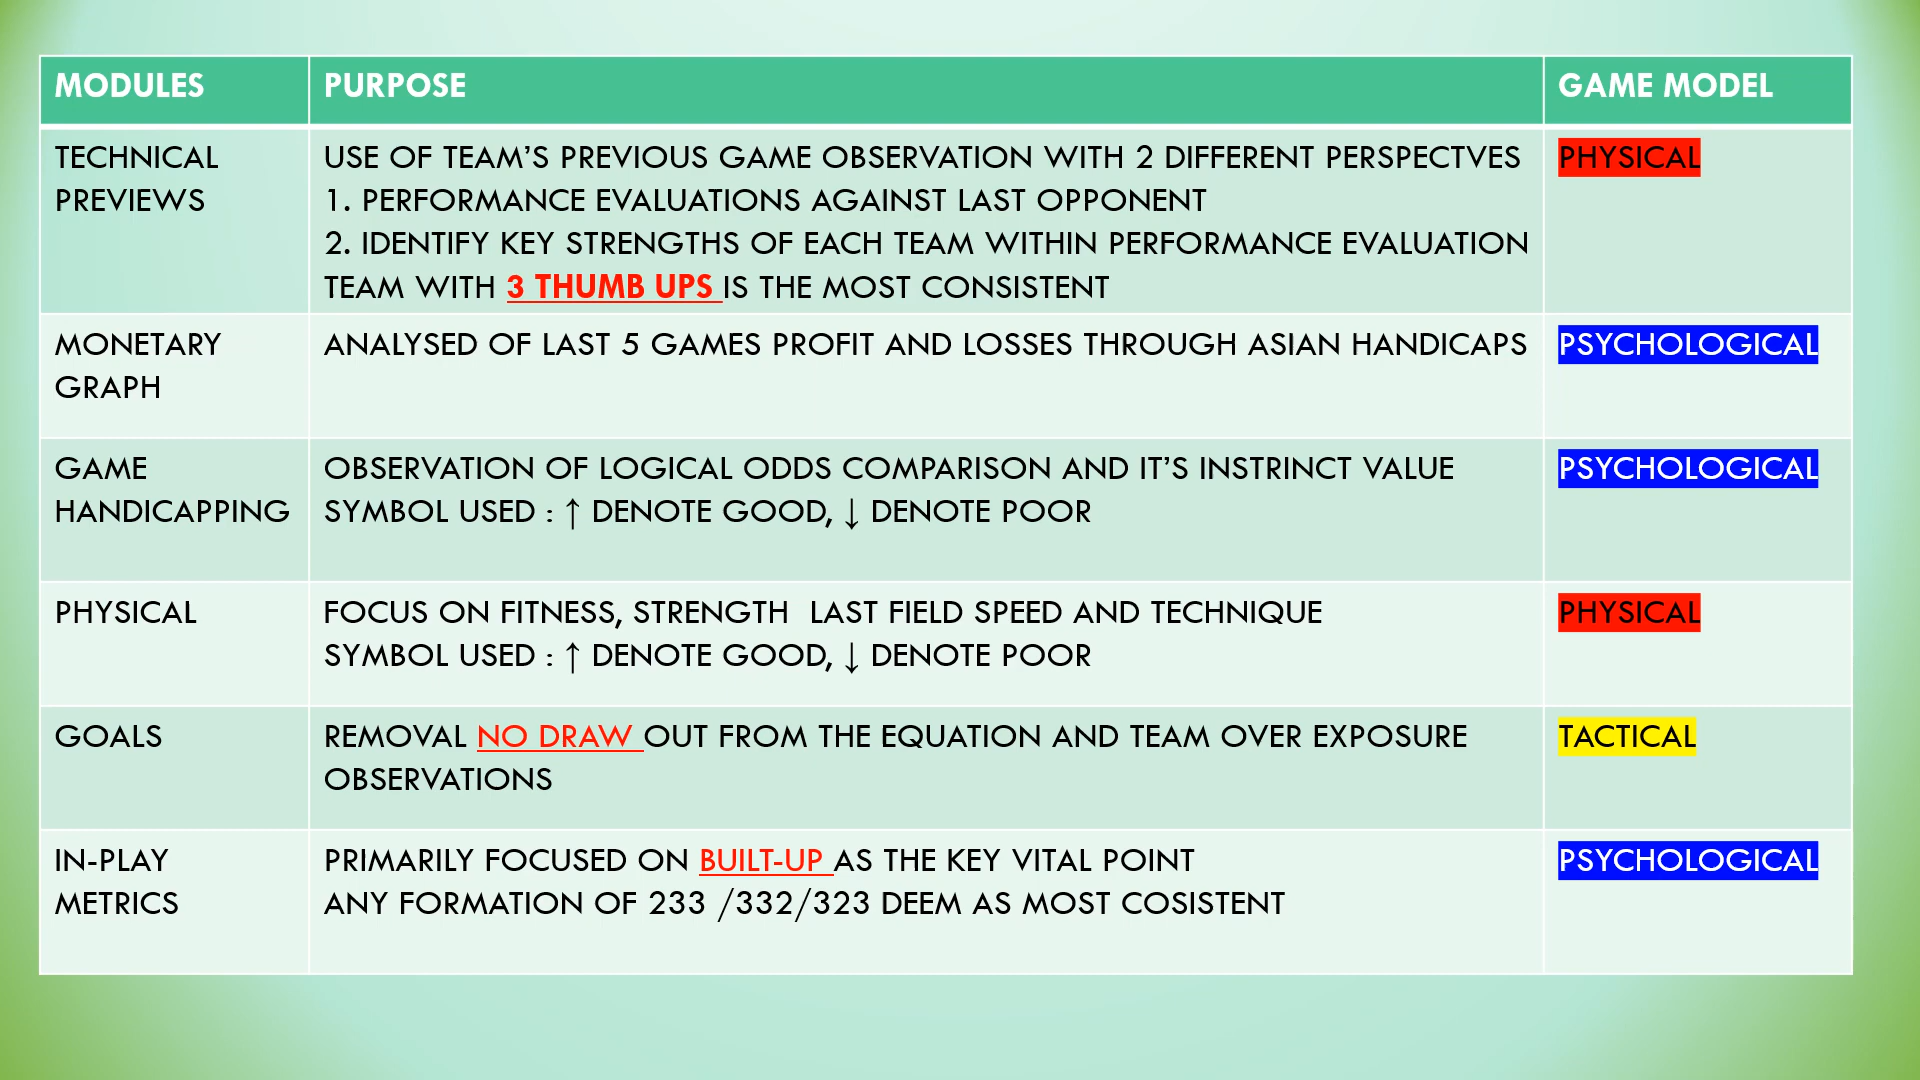 MODULES
PURPOSE
GAME MODEL
TECHNICAL
PREVIEWS
USE OF TEAM’S PREVIOUS GAME OBSERVATION WITH 2 DIFFERENT PERSPECTVES
1. PERFORMANCE EVALUATIONS AGAINST LAST OPPONENT
2. IDENTIFY KEY STRENGTHS OF EACH TEAM WITHIN PERFORMANCE EVALUATION
TEAM WITH 3 THUMB UPS IS THE MOST CONSISTENT
PHYSICAL
MONETARY
GRAPH
ANALYSED OF LAST 5 GAMES PROFIT AND LOSSES THROUGH ASIAN HANDICAPS
PSYCHOLOGICAL
GAME
HANDICAPPING
OBSERVATION OF LOGICAL ODDS COMPARISON AND IT’S INSTRINCT VALUE
SYMBOL USED : ↑ DENOTE GOOD, ↓ DENOTE POOR
PSYCHOLOGICAL
PHYSICAL
FOCUS ON FITNESS, STRENGTH  LAST FIELD SPEED AND TECHNIQUE
SYMBOL USED : ↑ DENOTE GOOD, ↓ DENOTE POOR
PHYSICAL
GOALS
REMOVAL NO DRAW OUT FROM THE EQUATION AND TEAM OVER EXPOSURE
OBSERVATIONS
TACTICAL
IN-PLAY
METRICS
PRIMARILY FOCUSED ON BUILT-UP AS THE KEY VITAL POINT
ANY FORMATION OF 233 /332/323 DEEM AS MOST COSISTENT
PSYCHOLOGICAL